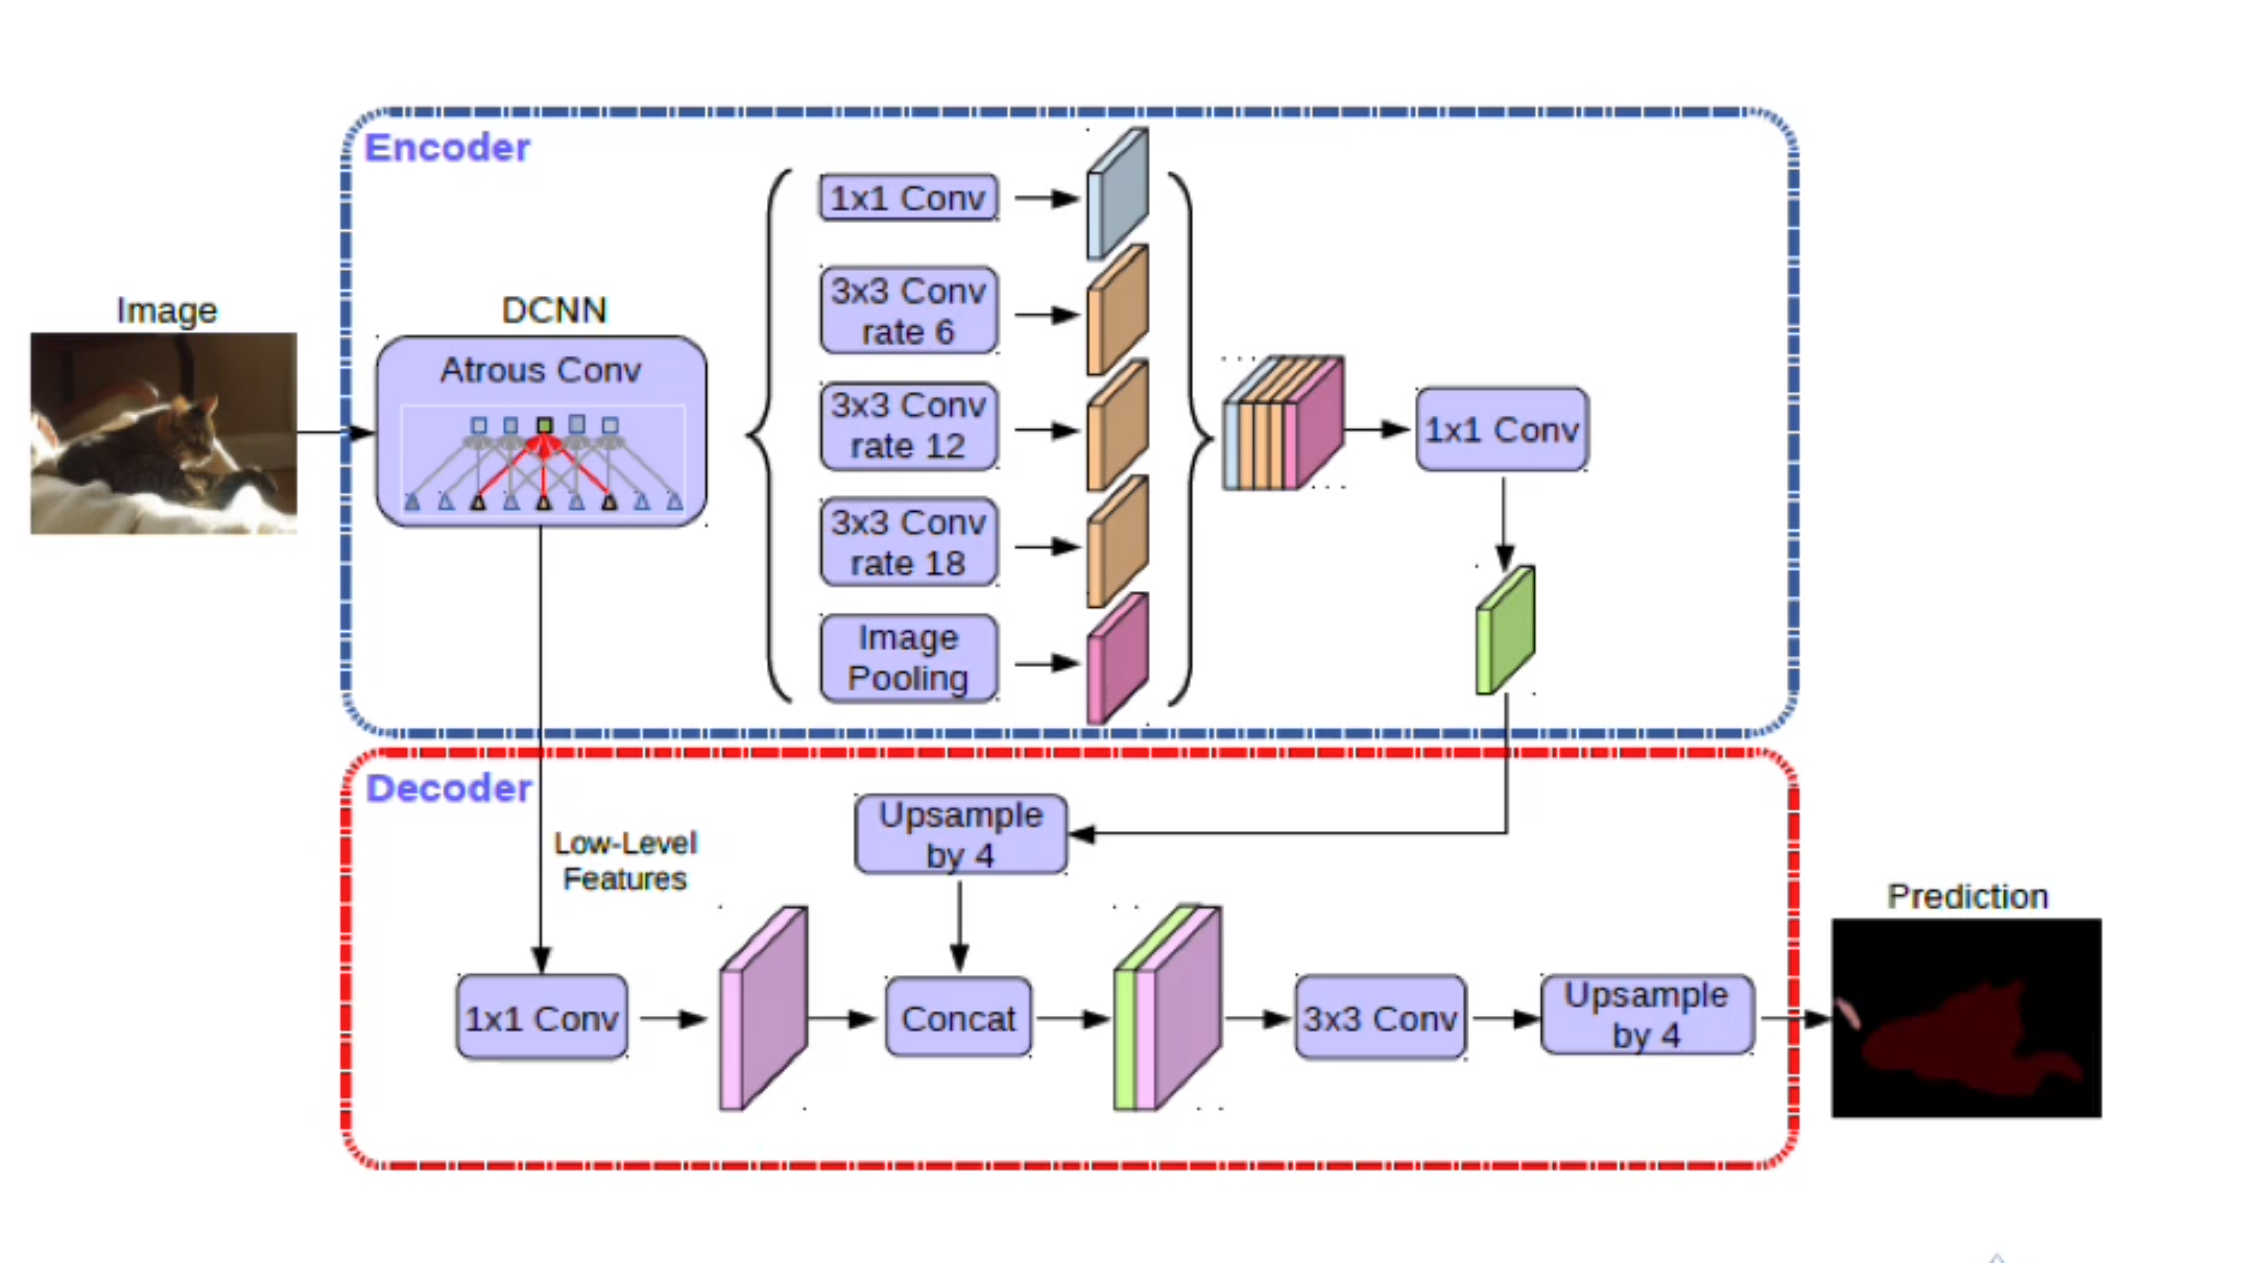 Encoder
Image
DCNN
Atrous Conv
1x1 Conv
3x3 Conv
rate 6
3x3 Conv
rate 12
3x3 Conv
rate 18
Image
Pooling
1x1 Conv
Decoder
Low-Level
Features
Upsample
by 4
1x1 Conv
Concat
3x3 Conv
Upsample
by 4
Prediction